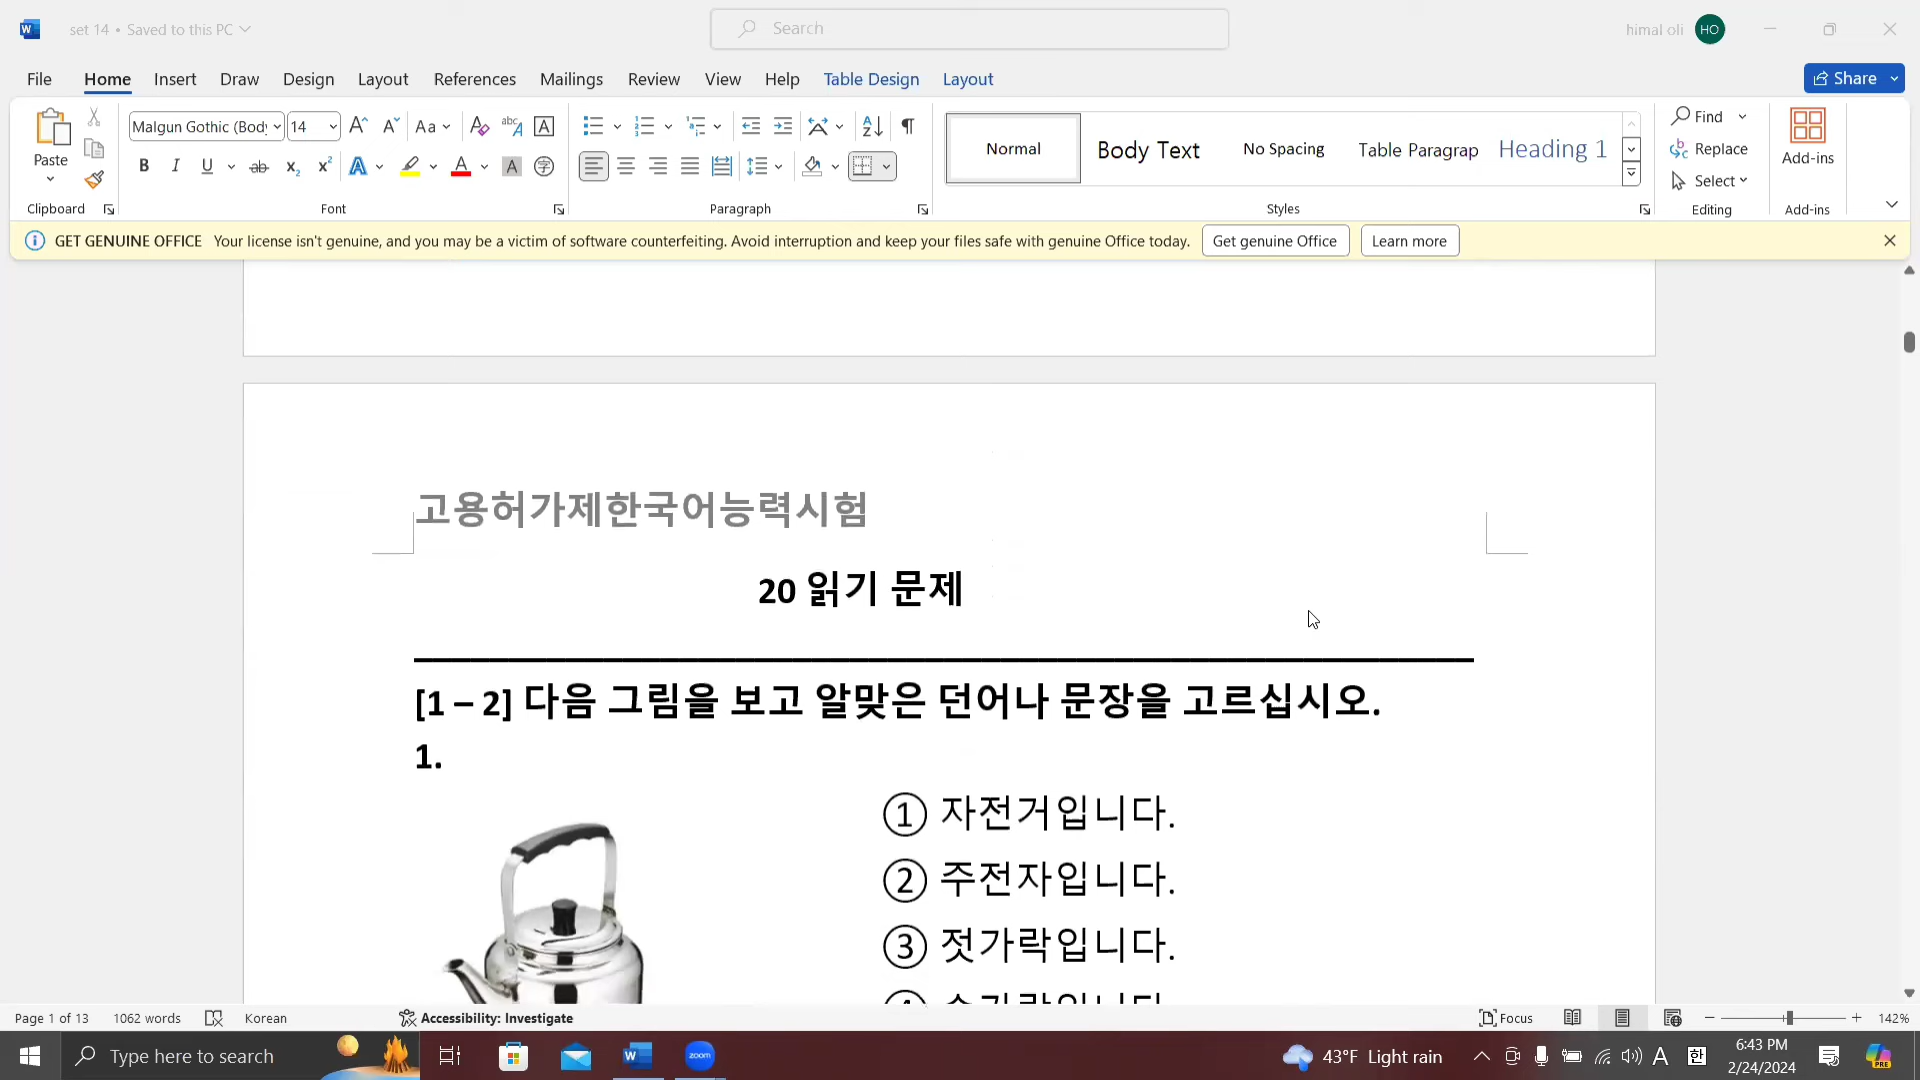 set 14 • Saved to this PC
Search
himal oli HO
File Home Insert Draw Design Layout References Mailings Review View Help Table Design Layout Share
Malgun Gothic (Body 14
Paste
Normal Body Text No Spacing Table Paragrap Heading 1
Find
Replace
Select
Add-ins
Clipboard Font Paragraph Styles Editing Add-ins
GET GENUINE OFFICE Your license isn't genuine, and you may be a victim of software counterfeiting. Avoid interruption and keep your files safe with genuine Office today. Get genuine Office Learn more
고용허가제한국어능력시험
20 읽기 문제
[1 – 2] 다음 그림을 보고 알맞은 던어나 문장을 고르십시오.
1.
① 자전거입니다.
② 주전자입니다.
③ 젓가락입니다.
Page 1 of 13 1062 words Korean Accessibility: Investigate Focus 142%
Type here to search zoom 43°F Light rain A 한 6:43 PM
2/24/2024